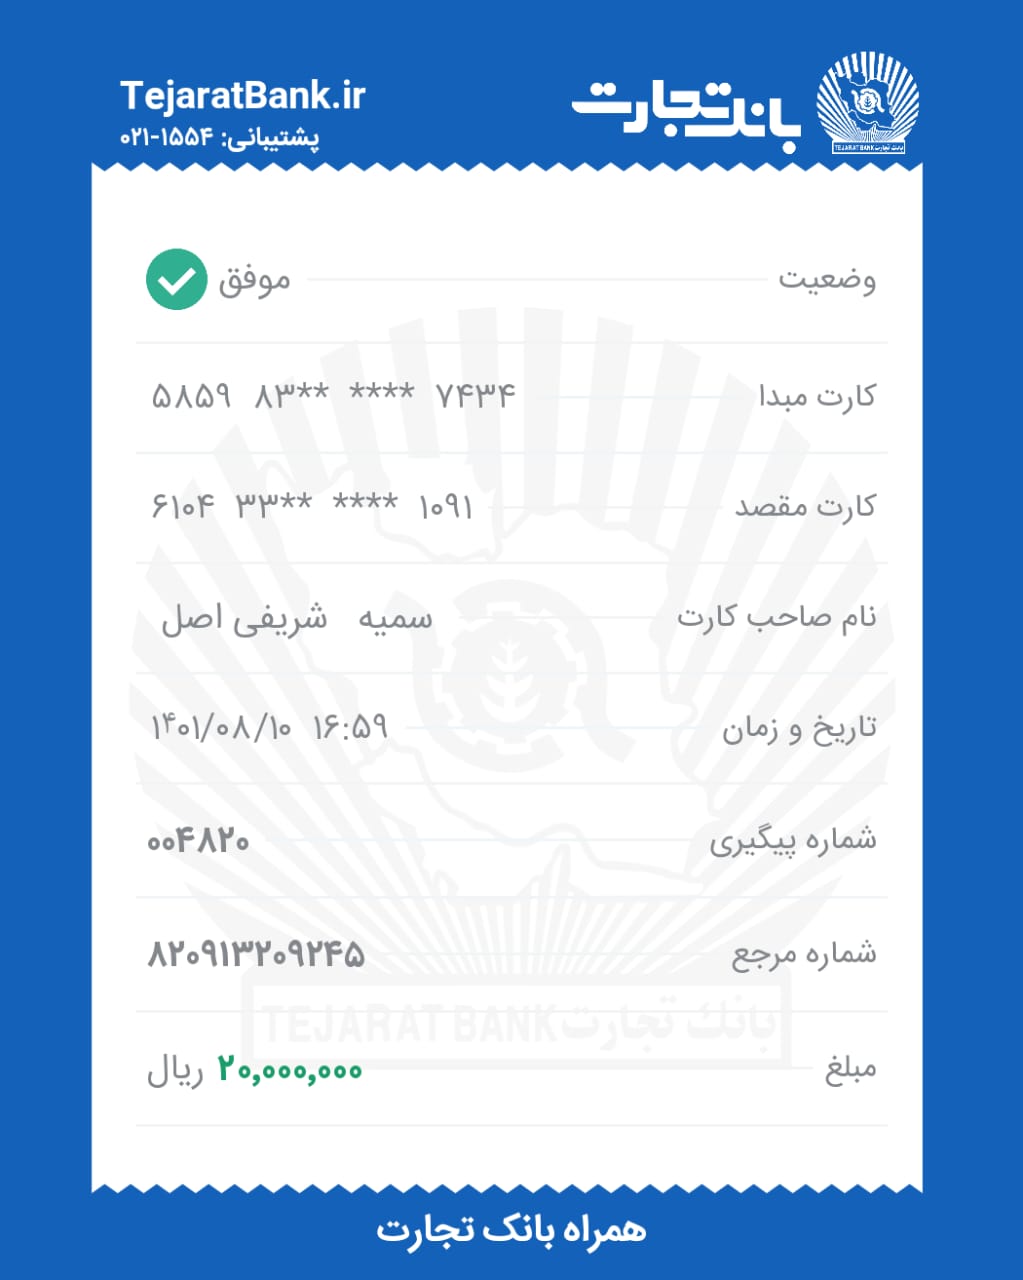 بانک تجارت
بانک تجارت TEJARAT BANK
TejaratBank.ir
پشتیبانی: ۱۵۵۴-۰۲۱
وضعیت موفق
کارت مبدا ۵۸۵۹ ۸۳** **** ۷۴۳۴
کارت مقصد ۶۱۰۴ ۳۳** **** ۱۰۹۱
نام صاحب کارت سمیه شریفی اصل
تاریخ و زمان ۱۴۰۱/۰۸/۱۰ ۱۶:۵۹
شماره پیگیری ۰۰۴۸۲۰
شماره مرجع ۸۲۰۹۱۳۲۰۹۲۴۵
TEJARAT BANK بانك تجارت
مبلغ ۲۰,۰۰۰,۰۰۰ ریال
همراه بانک تجارت